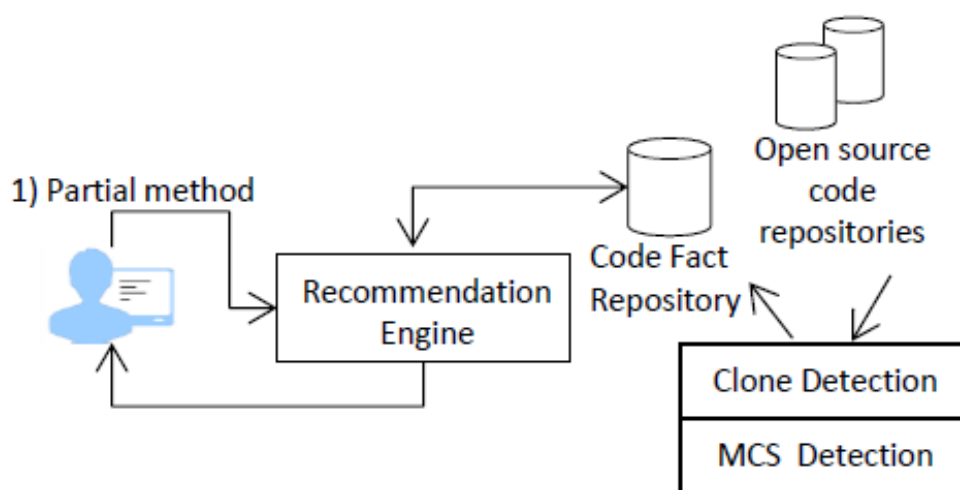 1) Partial method
Recommendation
Engine
Code Fact
Repository
Open source
code
repositories
Clone Detection
MCS Detection